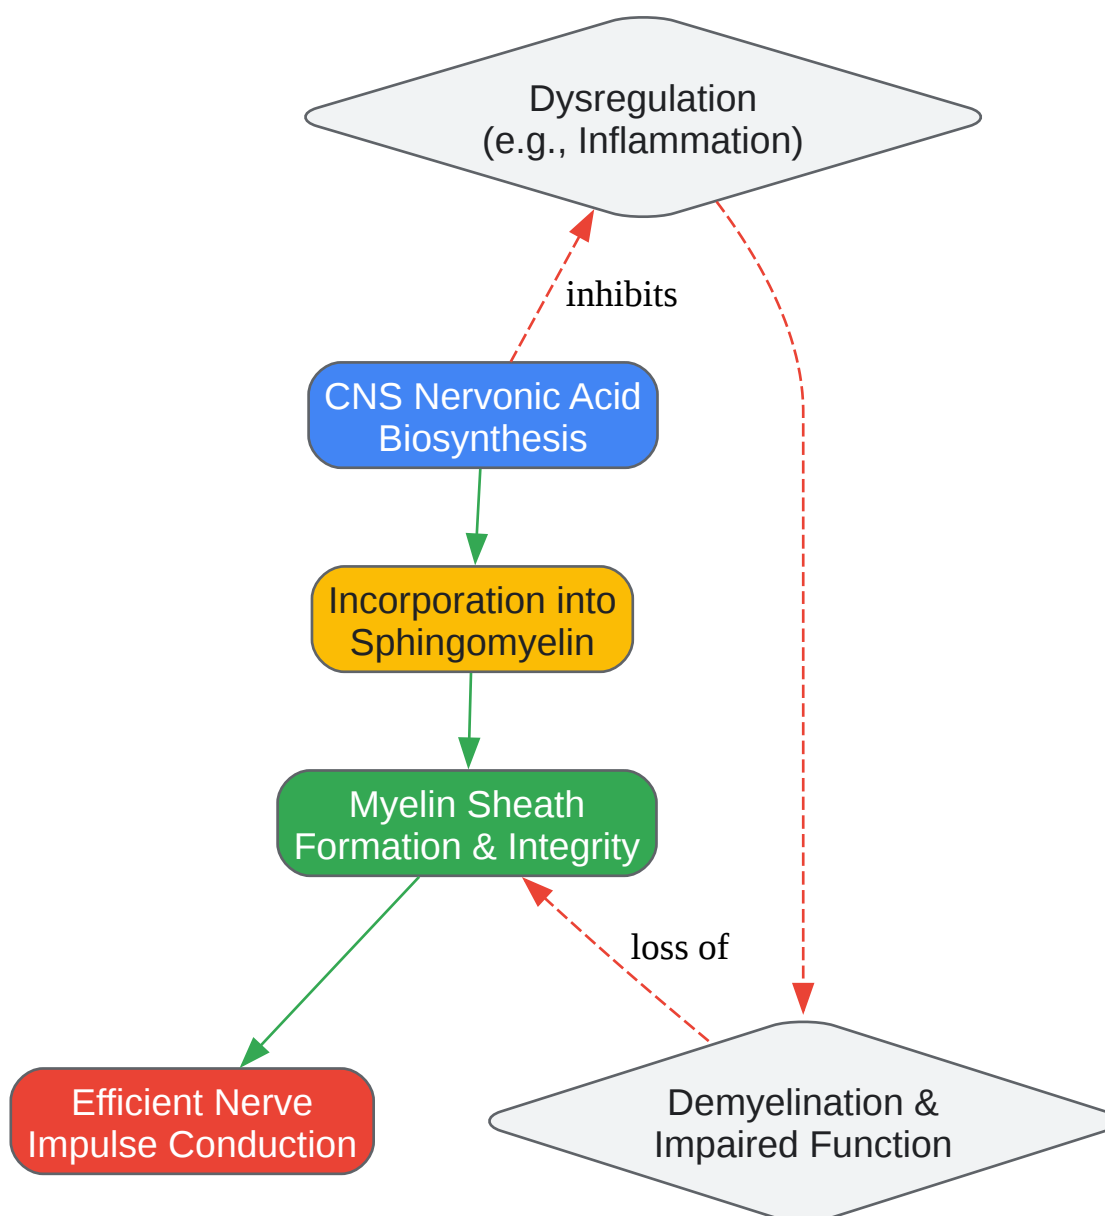 Dysregulation
(e.g., Inflammation)
inhibits
CNS Nervonic Acid
Biosynthesis
Incorporation into
Sphingomyelin
Myelin Sheath
Formation & Integrity
loss of
Efficient Nerve
Impulse Conduction
Demyelination &
Impaired Function